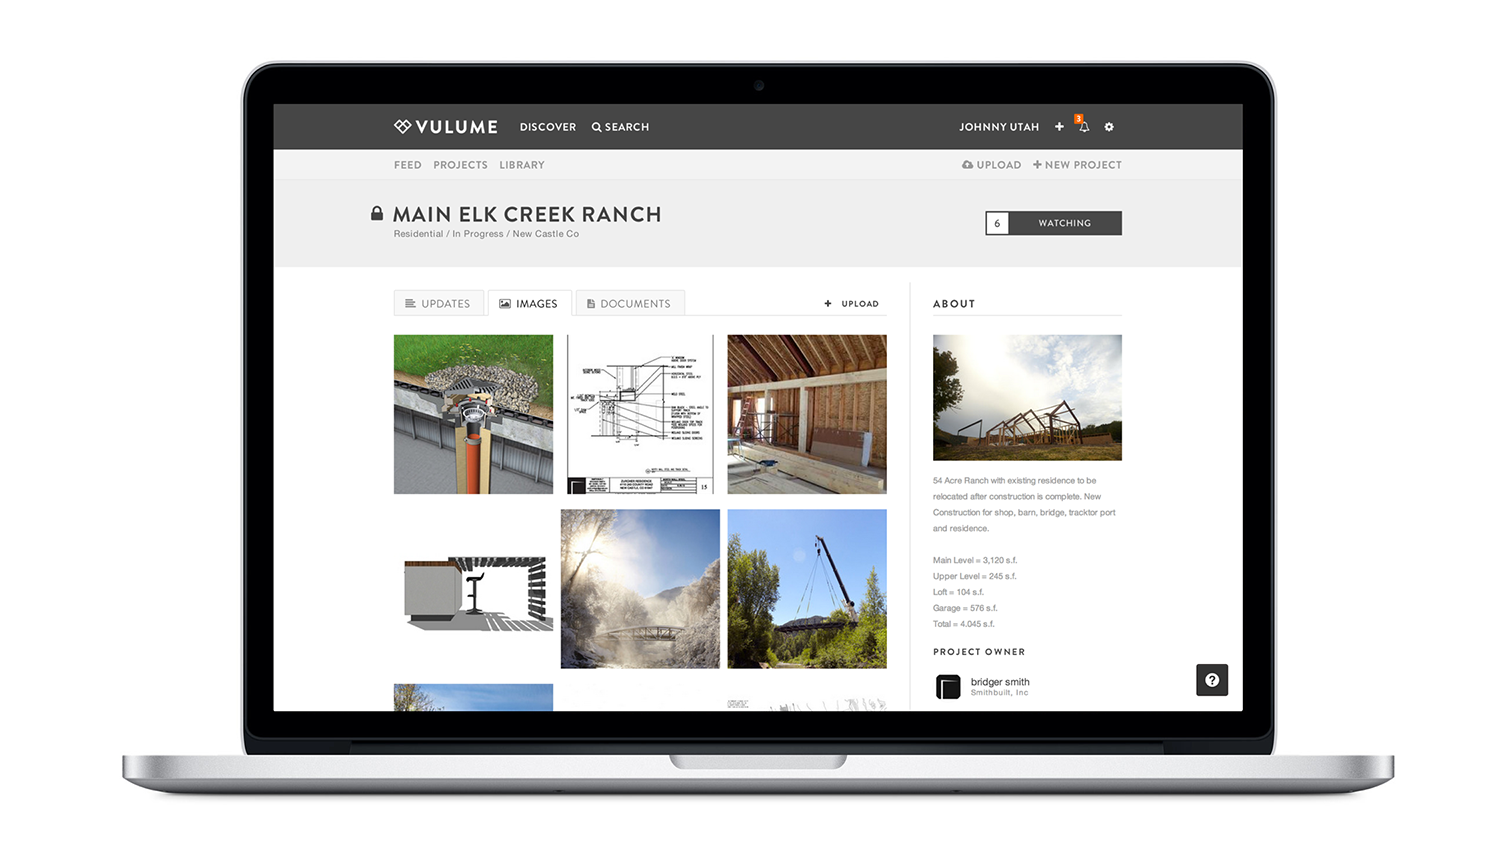 VULUME
DISCOVER
SEARCH
JOHNNY UTAH
3
FEED
PROJECTS
LIBRARY
UPLOAD
NEW PROJECT
MAIN ELK CREEK RANCH
Residential / In Progress / New Castle Co
6
WATCHING
UPDATES
IMAGES
DOCUMENTS
UPLOAD
ABOUT
15
54 Acre Ranch with existing residence to be
relocated after construction is complete. New
Construction for shop, barn, bridge, tracktor port
and residence.
Main Level = 3,120 s.f.
Upper Level = 245 s.f.
Loft = 104 s.f.
Garage = 576 s.f.
Total = 4.045 s.f.
PROJECT OWNER
bridger smith
Smithbuilt, Inc
?